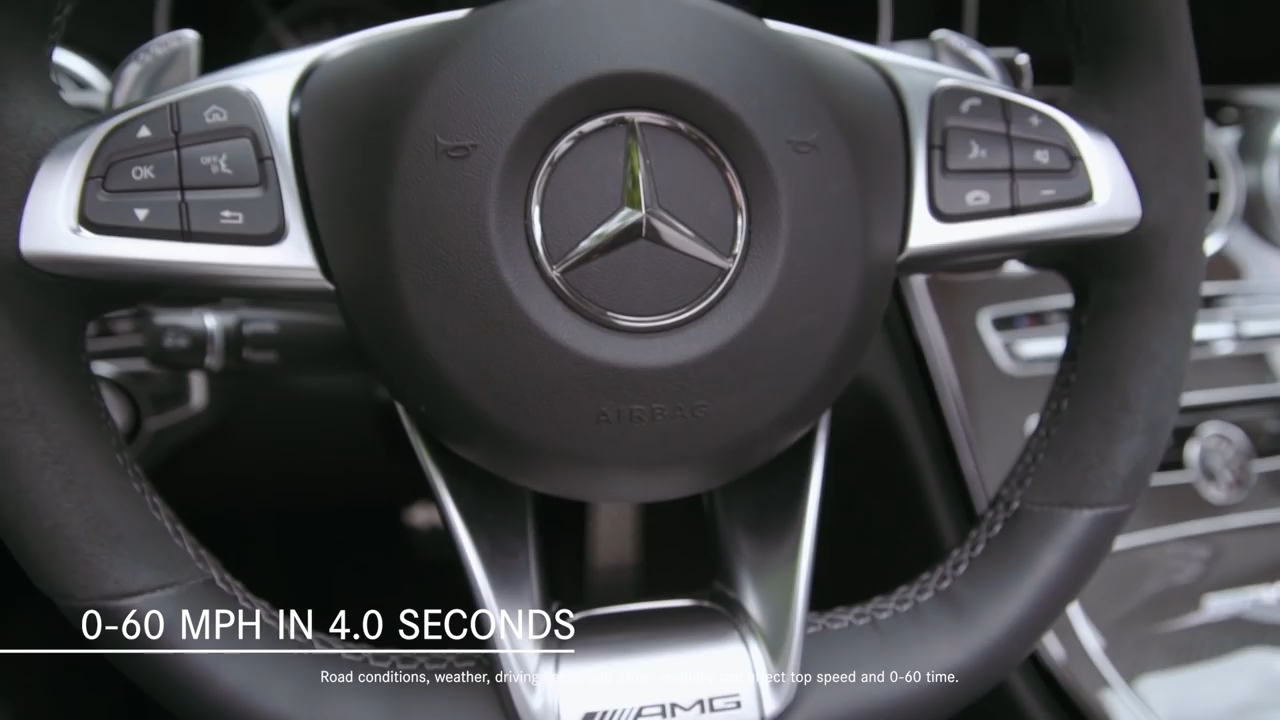 OK
OFF
AIRBAG
0-60 MPH IN 4.0 SECONDS
Road conditions, weather, driving top speed and 0-60 time.
AMG